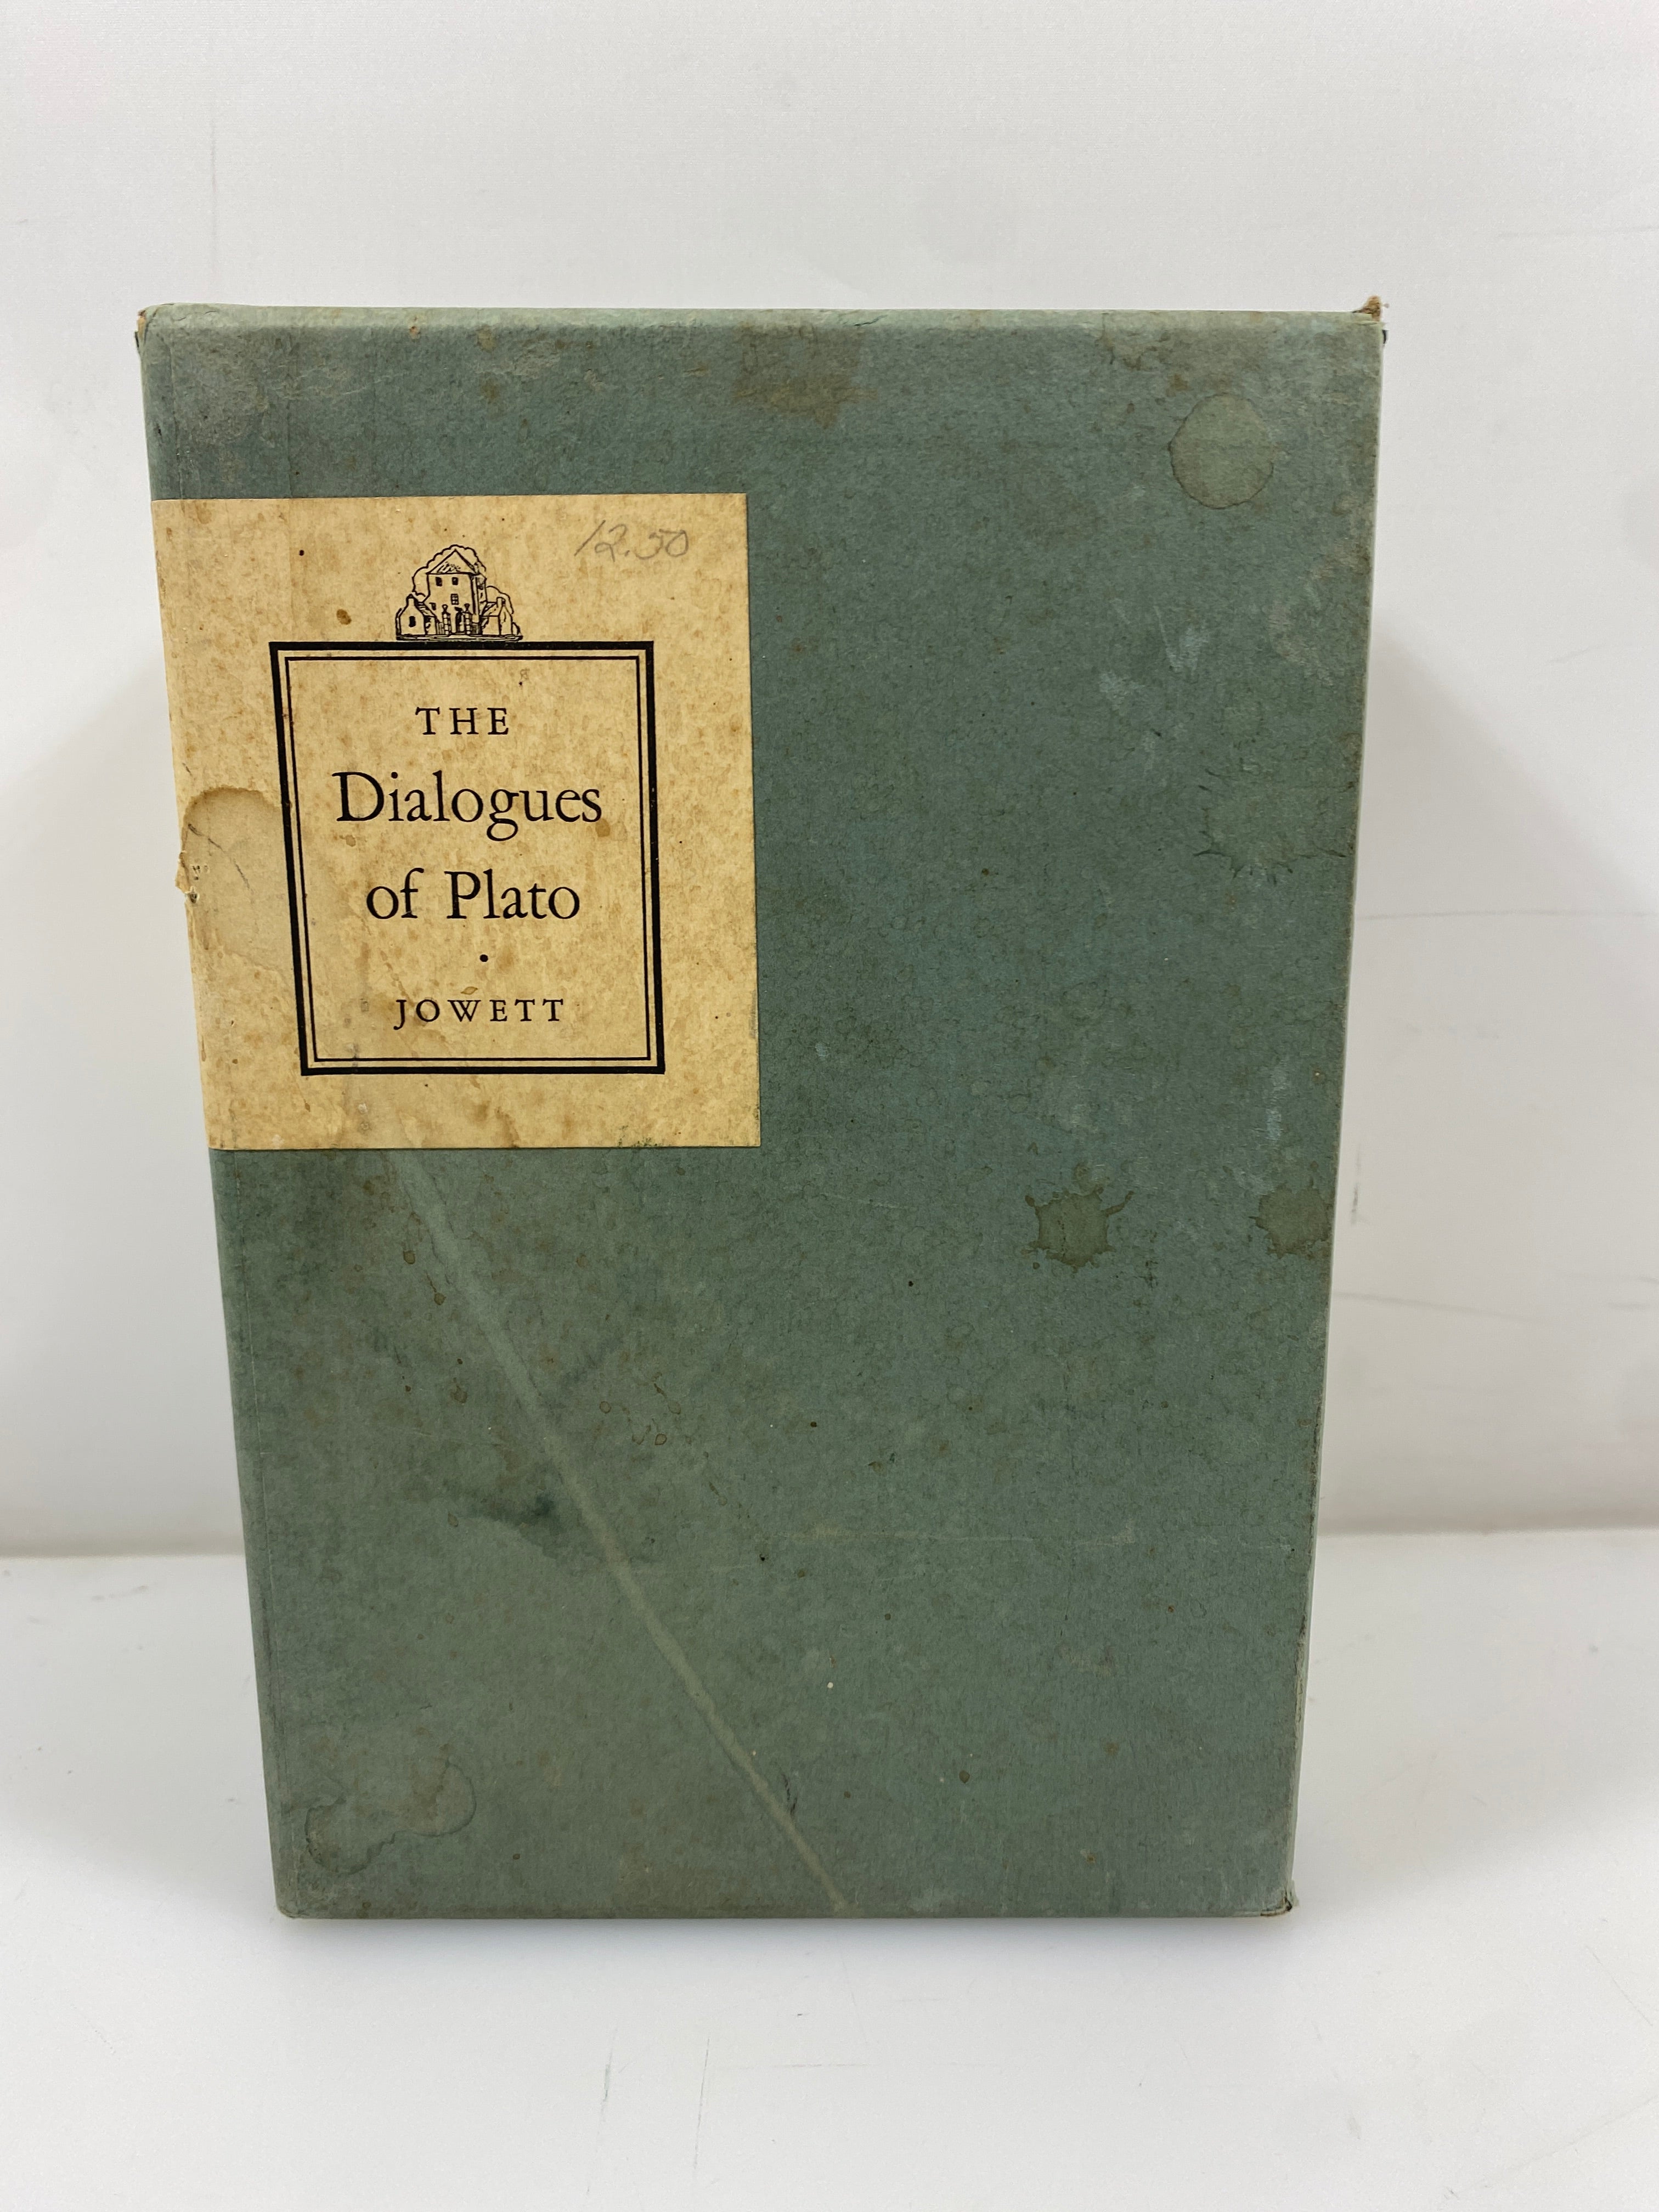 12.50
THE
Dialogues
of Plato
•
JOWETT